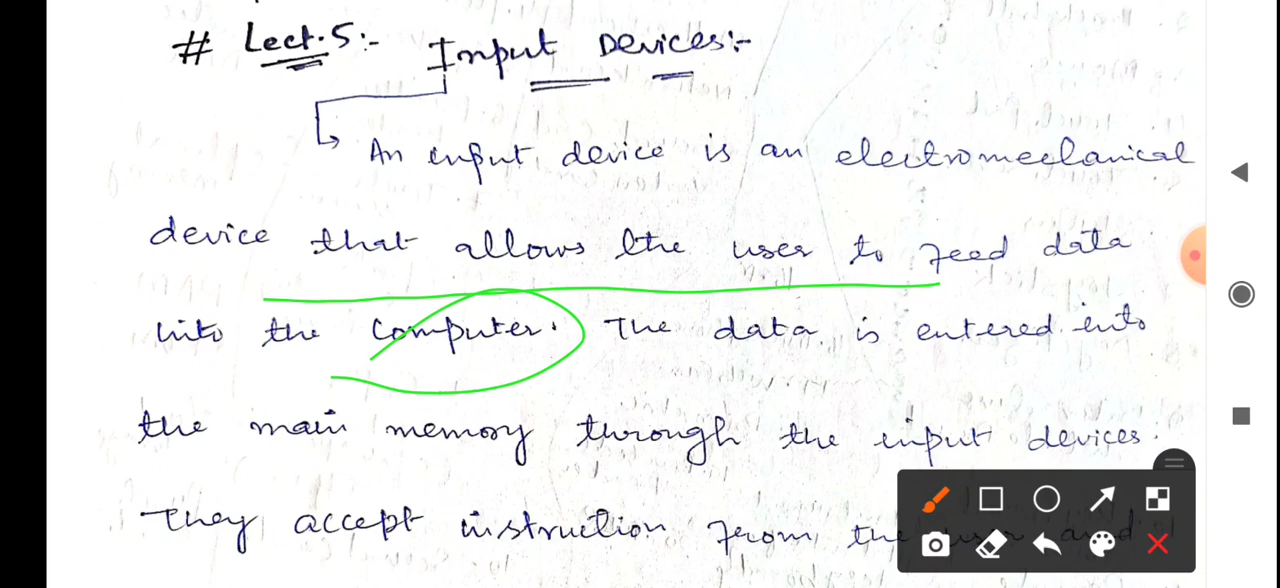 # Lect.5:- Input Devices:-
An input device is an electromechanical
device that allows the user to feed data
into the computer. The data is entered into
the main memory through the input devices.
They accept instruction from the